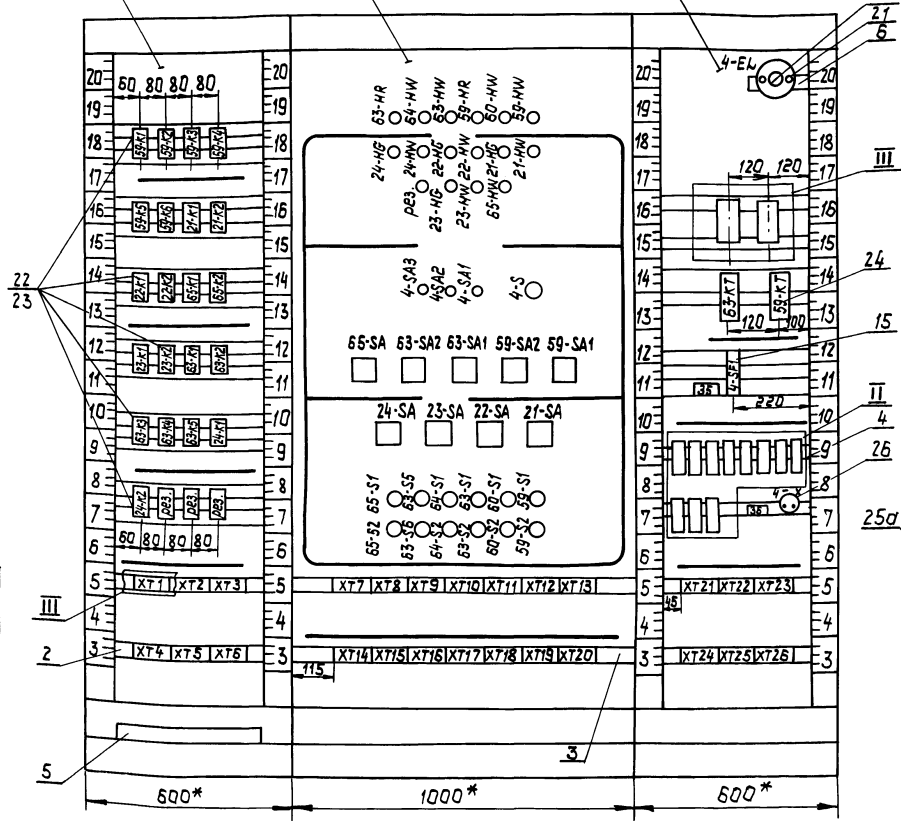 21
6
4-EL
20 20 20 20
60 80 80 80
63-HR 64-HW 63-HW 59-HR 60-HW 59-HW
19 19 19 19
59-K1 59-K2 59-K3 59-K4
18 18 18 18
24-HG 24-HW 22-HG 22-HW 21-HG 21-HW
120 120
III
17 17 17 17
рез. 23-HG 23-HW 65-HW
59-K5 59-K6 21-K1 21-K2
16 16 16 16
15 15 15 15
22
23
22-K1 22-K2 65-K1 65-K2
14 14 14 14
4-SA3 4-SA2 4-SA1 4-S
63-KT 59-KT
24
13 13 13 13
120 100
15
65-SA 63-SA2 63-SA1 59-SA2 59-SA1
23-K1 23-K2 63-K1 63-K2
12 12 12 12
4-SF1
36
11 11 11 11
220
24-SA 23-SA 22-SA 21-SA
63-K3 63-K4 63-K5 24-K1
10 10 10 10
II
4
9 9 9 9
26
8 8 8 8
24-K2 рез. рез. рез.
65-S1 63-S5 64-S1 63-S1 60-S1 59-S1
36
7 7 7 7
25а
65-S2 63-S6 64-S2 63-S2 60-S2 59-S2
60 80 80 80
6 6 6 6
5 XT1 XT2 XT3 5 XT7 XT8 XT9 XT10 XT11 XT12 XT13 5 XT21 XT22 XT23 5
III
45
4 4 4 4
2
3 XT4 XT5 XT6 3 XT14 XT15 XT16 XT17 XT18 XT19 XT20 3 XT24 XT25 XT26 3
115
5
3
600* 1000* 600*